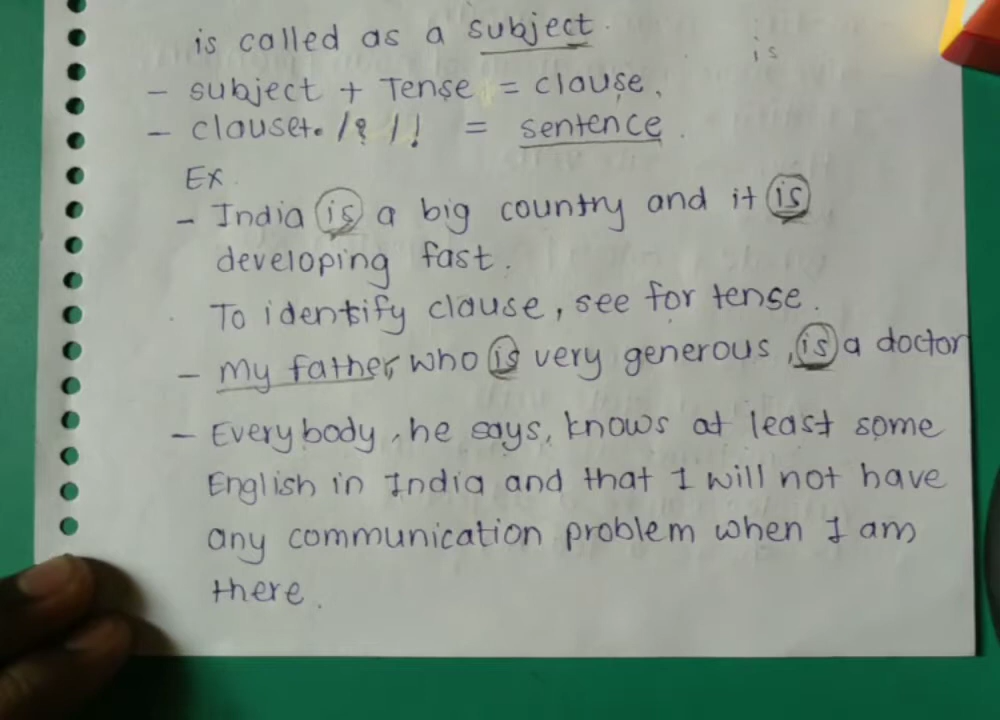 is called as a subject.
is
- subject + Tense = clause.
- clause+. /? /! = sentence.
Ex
- India is a big country and it is
developing fast.
To identify clause, see for tense.
- My father, who is very generous, is a doctor
- Everybody, he says, knows at least some
English in India and that I will not have
any communication problem when I am
there.